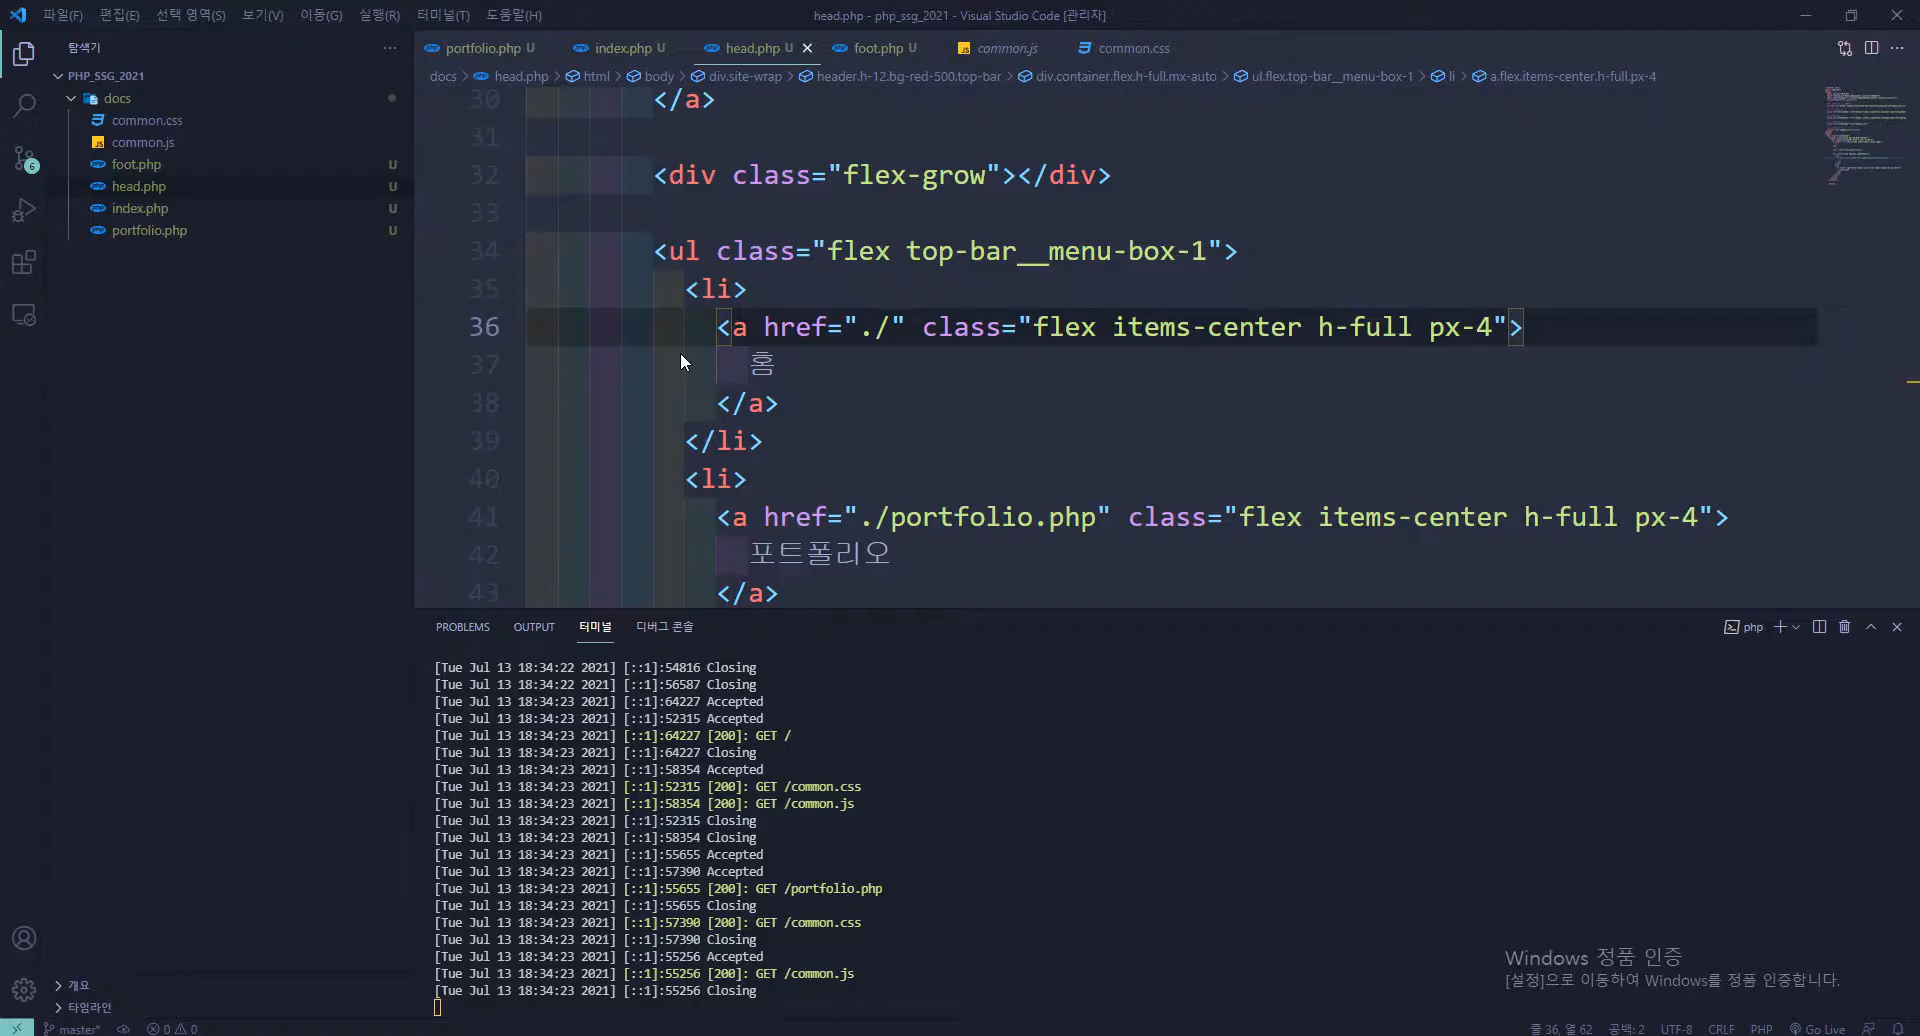 파일(F) 편집(E) 선택 영역(S) 보기(V) 이동(G) 실행(R) 터미널(T) 도움말(H) head.php - php_ssg_2021 - Visual Studio Code [관리자]
탐색기
PHP_SSG_2021
docs
common.css
common.js
foot.php U
head.php U
index.php U
portfolio.php U
6
개요
타임라인
portfolio.php U index.php U head.php U foot.php U common.js common.css
docs > head.php > html > body > div.site-wrap > header.h-12.bg-red-500.top-bar > div.container.flex.h-full.mx-auto > ul.flex.top-bar__menu-box-1 > li > a.flex.items-center.h-full.px-4
30 </a>
31
32 <div class="flex-grow"></div>
33
34 <ul class="flex top-bar__menu-box-1">
35 <li>
36 <a href="./" class="flex items-center h-full px-4">
37 홈
38 </a>
39 </li>
40 <li>
41 <a href="./portfolio.php" class="flex items-center h-full px-4">
42 포트폴리오
43 </a>
PROBLEMS OUTPUT 터미널 디버그 콘솔 php
[Tue Jul 13 18:34:22 2021] [::1]:54816 Closing
[Tue Jul 13 18:34:22 2021] [::1]:56587 Closing
[Tue Jul 13 18:34:23 2021] [::1]:64227 Accepted
[Tue Jul 13 18:34:23 2021] [::1]:52315 Accepted
[Tue Jul 13 18:34:23 2021] [::1]:64227 [200]: GET /
[Tue Jul 13 18:34:23 2021] [::1]:64227 Closing
[Tue Jul 13 18:34:23 2021] [::1]:58354 Accepted
[Tue Jul 13 18:34:23 2021] [::1]:52315 [200]: GET /common.css
[Tue Jul 13 18:34:23 2021] [::1]:58354 [200]: GET /common.js
[Tue Jul 13 18:34:23 2021] [::1]:52315 Closing
[Tue Jul 13 18:34:23 2021] [::1]:58354 Closing
[Tue Jul 13 18:34:23 2021] [::1]:55655 Accepted
[Tue Jul 13 18:34:23 2021] [::1]:57390 Accepted
[Tue Jul 13 18:34:23 2021] [::1]:55655 [200]: GET /portfolio.php
[Tue Jul 13 18:34:23 2021] [::1]:55655 Closing
[Tue Jul 13 18:34:23 2021] [::1]:57390 [200]: GET /common.css
[Tue Jul 13 18:34:23 2021] [::1]:57390 Closing
[Tue Jul 13 18:34:23 2021] [::1]:55256 Accepted
[Tue Jul 13 18:34:23 2021] [::1]:55256 [200]: GET /common.js
[Tue Jul 13 18:34:23 2021] [::1]:55256 Closing
Windows 정품 인증
[설정]으로 이동하여 Windows를 정품 인증합니다.
master* 0 0 줄 36, 열 62 공백: 2 UTF-8 CRLF PHP Go Live